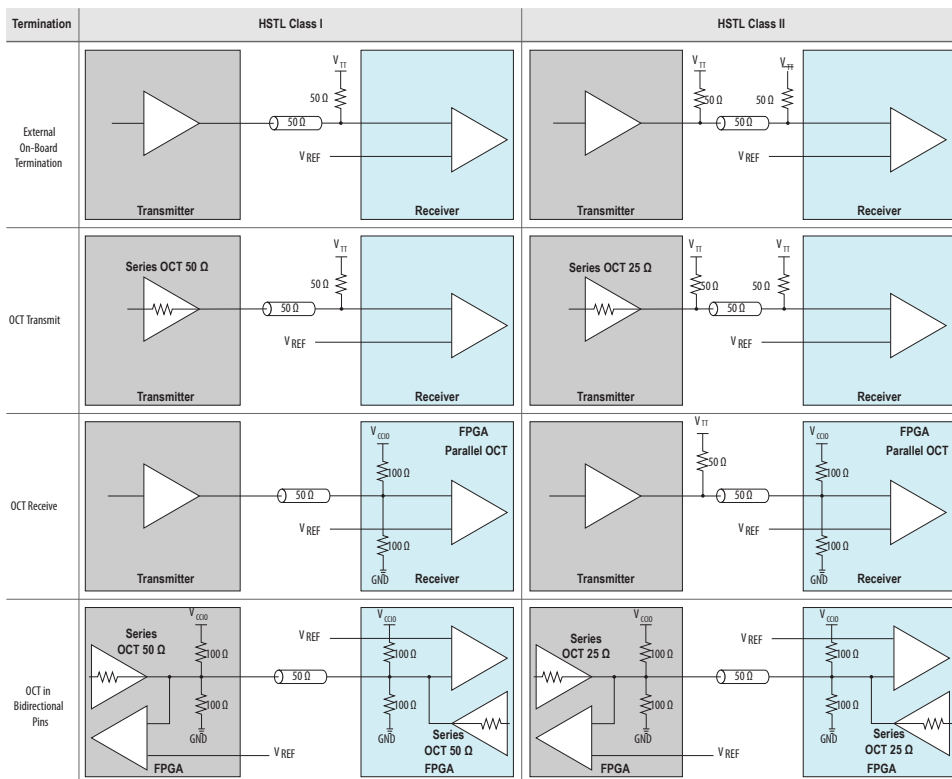 Termination
HSTL Class I
HSTL Class II
External
On-Board
Termination
V TT
50 Ω
50 Ω
V REF
Transmitter
Receiver
V TT
V TT
50 Ω
50 Ω
50 Ω
V REF
Transmitter
Receiver
OCT Transmit
Series OCT 50 Ω
V TT
50 Ω
50 Ω
V REF
Transmitter
Receiver
Series OCT 25 Ω
V TT
V TT
50 Ω
50 Ω
50 Ω
V REF
Transmitter
Receiver
OCT Receive
V CCIO
FPGA
Parallel OCT
100 Ω
50 Ω
V REF
100 Ω
GND
Transmitter
Receiver
V TT
50 Ω
V CCIO
FPGA
Parallel OCT
100 Ω
50 Ω
V REF
100 Ω
GND
Transmitter
Receiver
OCT in
Bidirectional
Pins
Series
OCT 50 Ω
V CCIO
100 Ω
100 Ω
GND
50 Ω
V REF
V CCIO
100 Ω
100 Ω
GND
Series
OCT 50 Ω
V REF
FPGA
FPGA
Series
OCT 25 Ω
V CCIO
100 Ω
100 Ω
GND
50 Ω
V REF
V CCIO
100 Ω
100 Ω
GND
Series
OCT 25 Ω
V REF
FPGA
FPGA